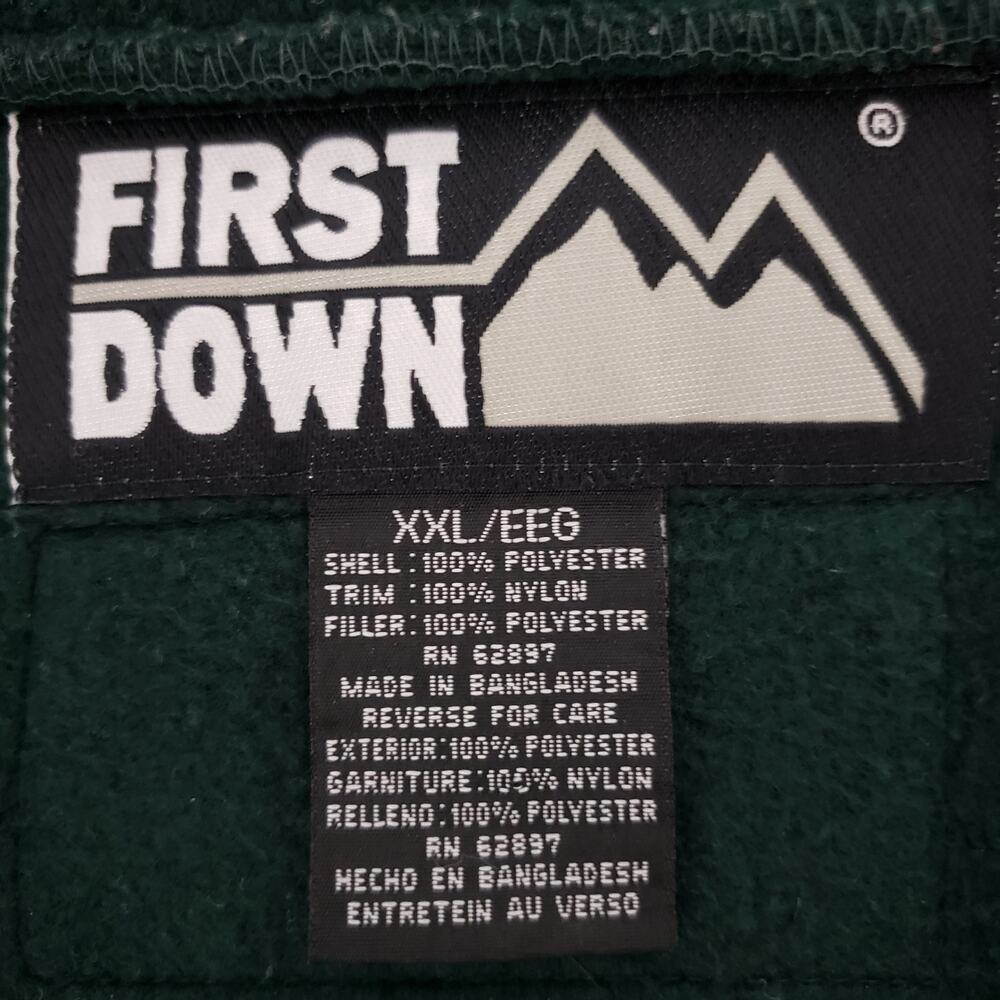 FIRST
DOWN
®
XXL/EEG
SHELL:100% POLYESTER
TRIM:100% NYLON
FILLER:100% POLYESTER
RN 62897
MADE IN BANGLADESH
REVERSE FOR CARE
EXTERIOR:100% POLYESTER
GARNITURE:100% NYLON
RELLENO:100% POLYESTER
RN 62897
HECHO EN BANGLADESH
ENTRETEIN AU VERSO